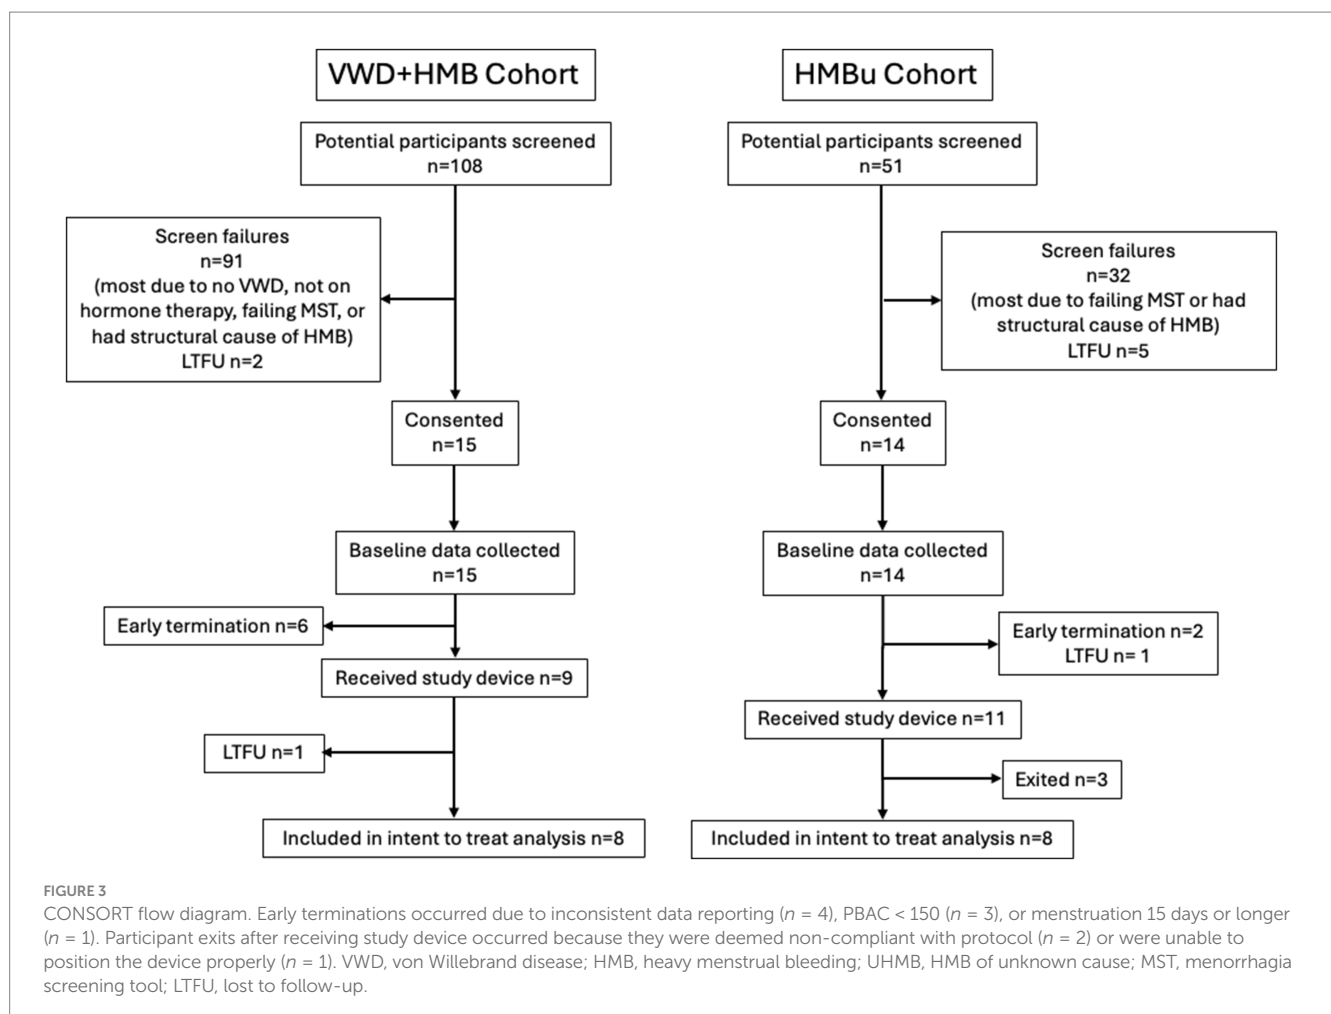 VWD+HMB Cohort
Potential participants screened
n=108
Screen failures
n=91
(most due to no VWD, not on
hormone therapy, failing MST, or
had structural cause of HMB)
LTFU n=2
Consented
n=15
Baseline data collected
n=15
Early termination n=6
Received study device n=9
LTFU n=1
Included in intent to treat analysis n=8
HMBu Cohort
Potential participants screened
n=51
Screen failures
n=32
(most due to failing MST or had
structural cause of HMB)
LTFU n=5
Consented
n=14
Baseline data collected
n=14
Early termination n=2
LTFU n= 1
Received study device n=11
Exited n=3
Included in intent to treat analysis n=8
FIGURE 3
CONSORT flow diagram. Early terminations occurred due to inconsistent data reporting (n = 4), PBAC < 150 (n = 3), or menstruation 15 days or longer
(n = 1). Participant exits after receiving study device occurred because they were deemed non-compliant with protocol (n = 2) or were unable to
position the device properly (n = 1). VWD, von Willebrand disease; HMB, heavy menstrual bleeding; UHMB, HMB of unknown cause; MST, menorrhagia
screening tool; LTFU, lost to follow-up.